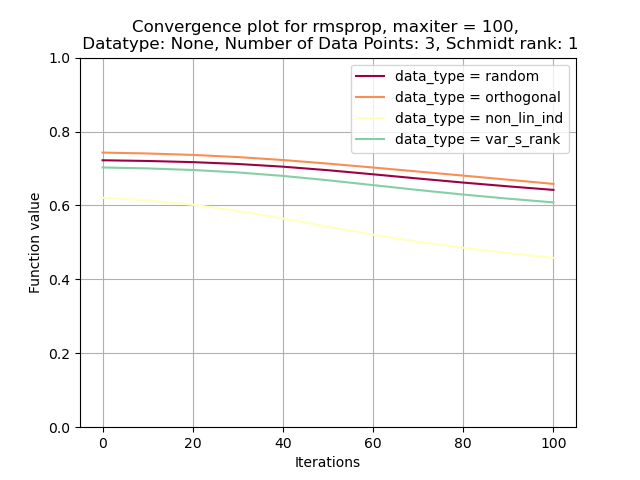 Convergence plot for rmsprop, maxiter = 100,
Datatype: None, Number of Data Points: 3, Schmidt rank: 1
data_type = random
data_type = orthogonal
data_type = non_lin_ind
data_type = var_s_rank
Function value
1.0
0.8
0.6
0.4
0.2
0.0
0 20 40 60 80 100
Iterations